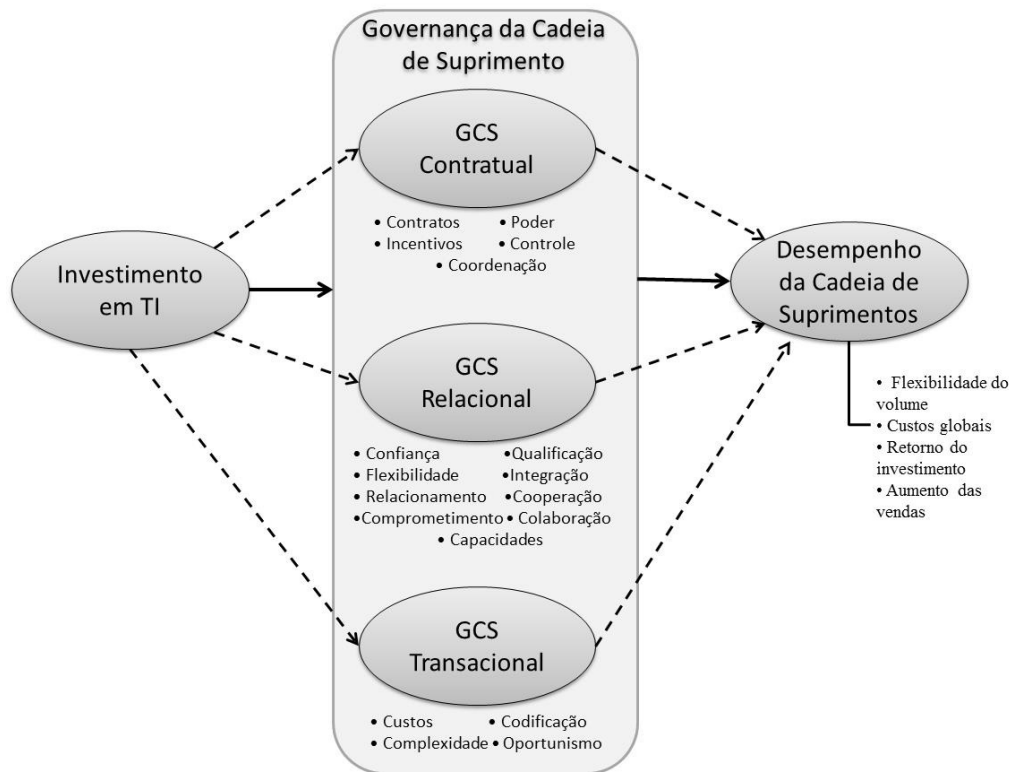 Governança da Cadeia
de Suprimento
GCS
Contratual
• Contratos • Poder
• Incentivos • Controle
• Coordenação
Investimento
em TI
Desempenho
da Cadeia de
Suprimentos
GCS
Relacional
• Confiança •Qualificação
• Flexibilidade •Integração
• Relacionamento •Cooperação
•Comprometimento • Colaboração
• Capacidades
• Flexibilidade do
volume
• Custos globais
• Retorno do
investimento
• Aumento das
vendas
GCS
Transacional
• Custos • Codificação
• Complexidade • Oportunismo